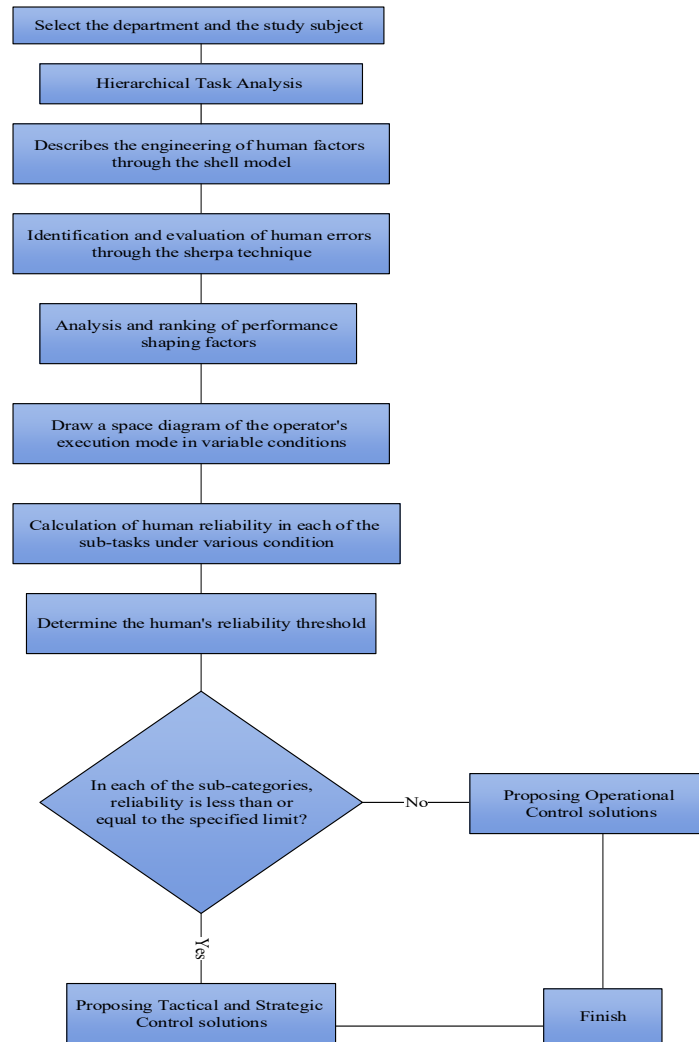 Select the department and the study subject
Hierarchical Task Analysis
Describes the engineering of human factors
through the shell model
Identification and evaluation of human errors
through the sherpa technique
Analysis and ranking of performance
shaping factors
Draw a space diagram of the operator's
execution mode in variable conditions
Calculation of human reliability in each of the
sub-tasks under various condition
Determine the human's reliability threshold
In each of the sub-categories,
reliability is less than or
equal to the specified limit?
No
Proposing Operational
Control solutions
Yes
Proposing Tactical and Strategic
Control solutions
Finish